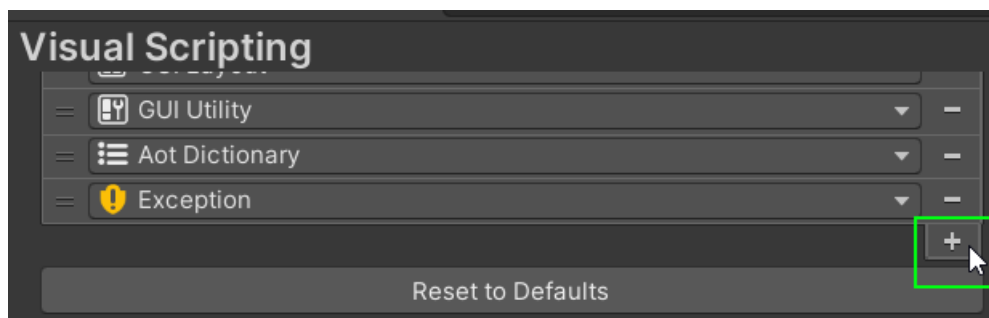 Visual Scripting
GUI Utility
Aot Dictionary
Exception
Reset to Defaults